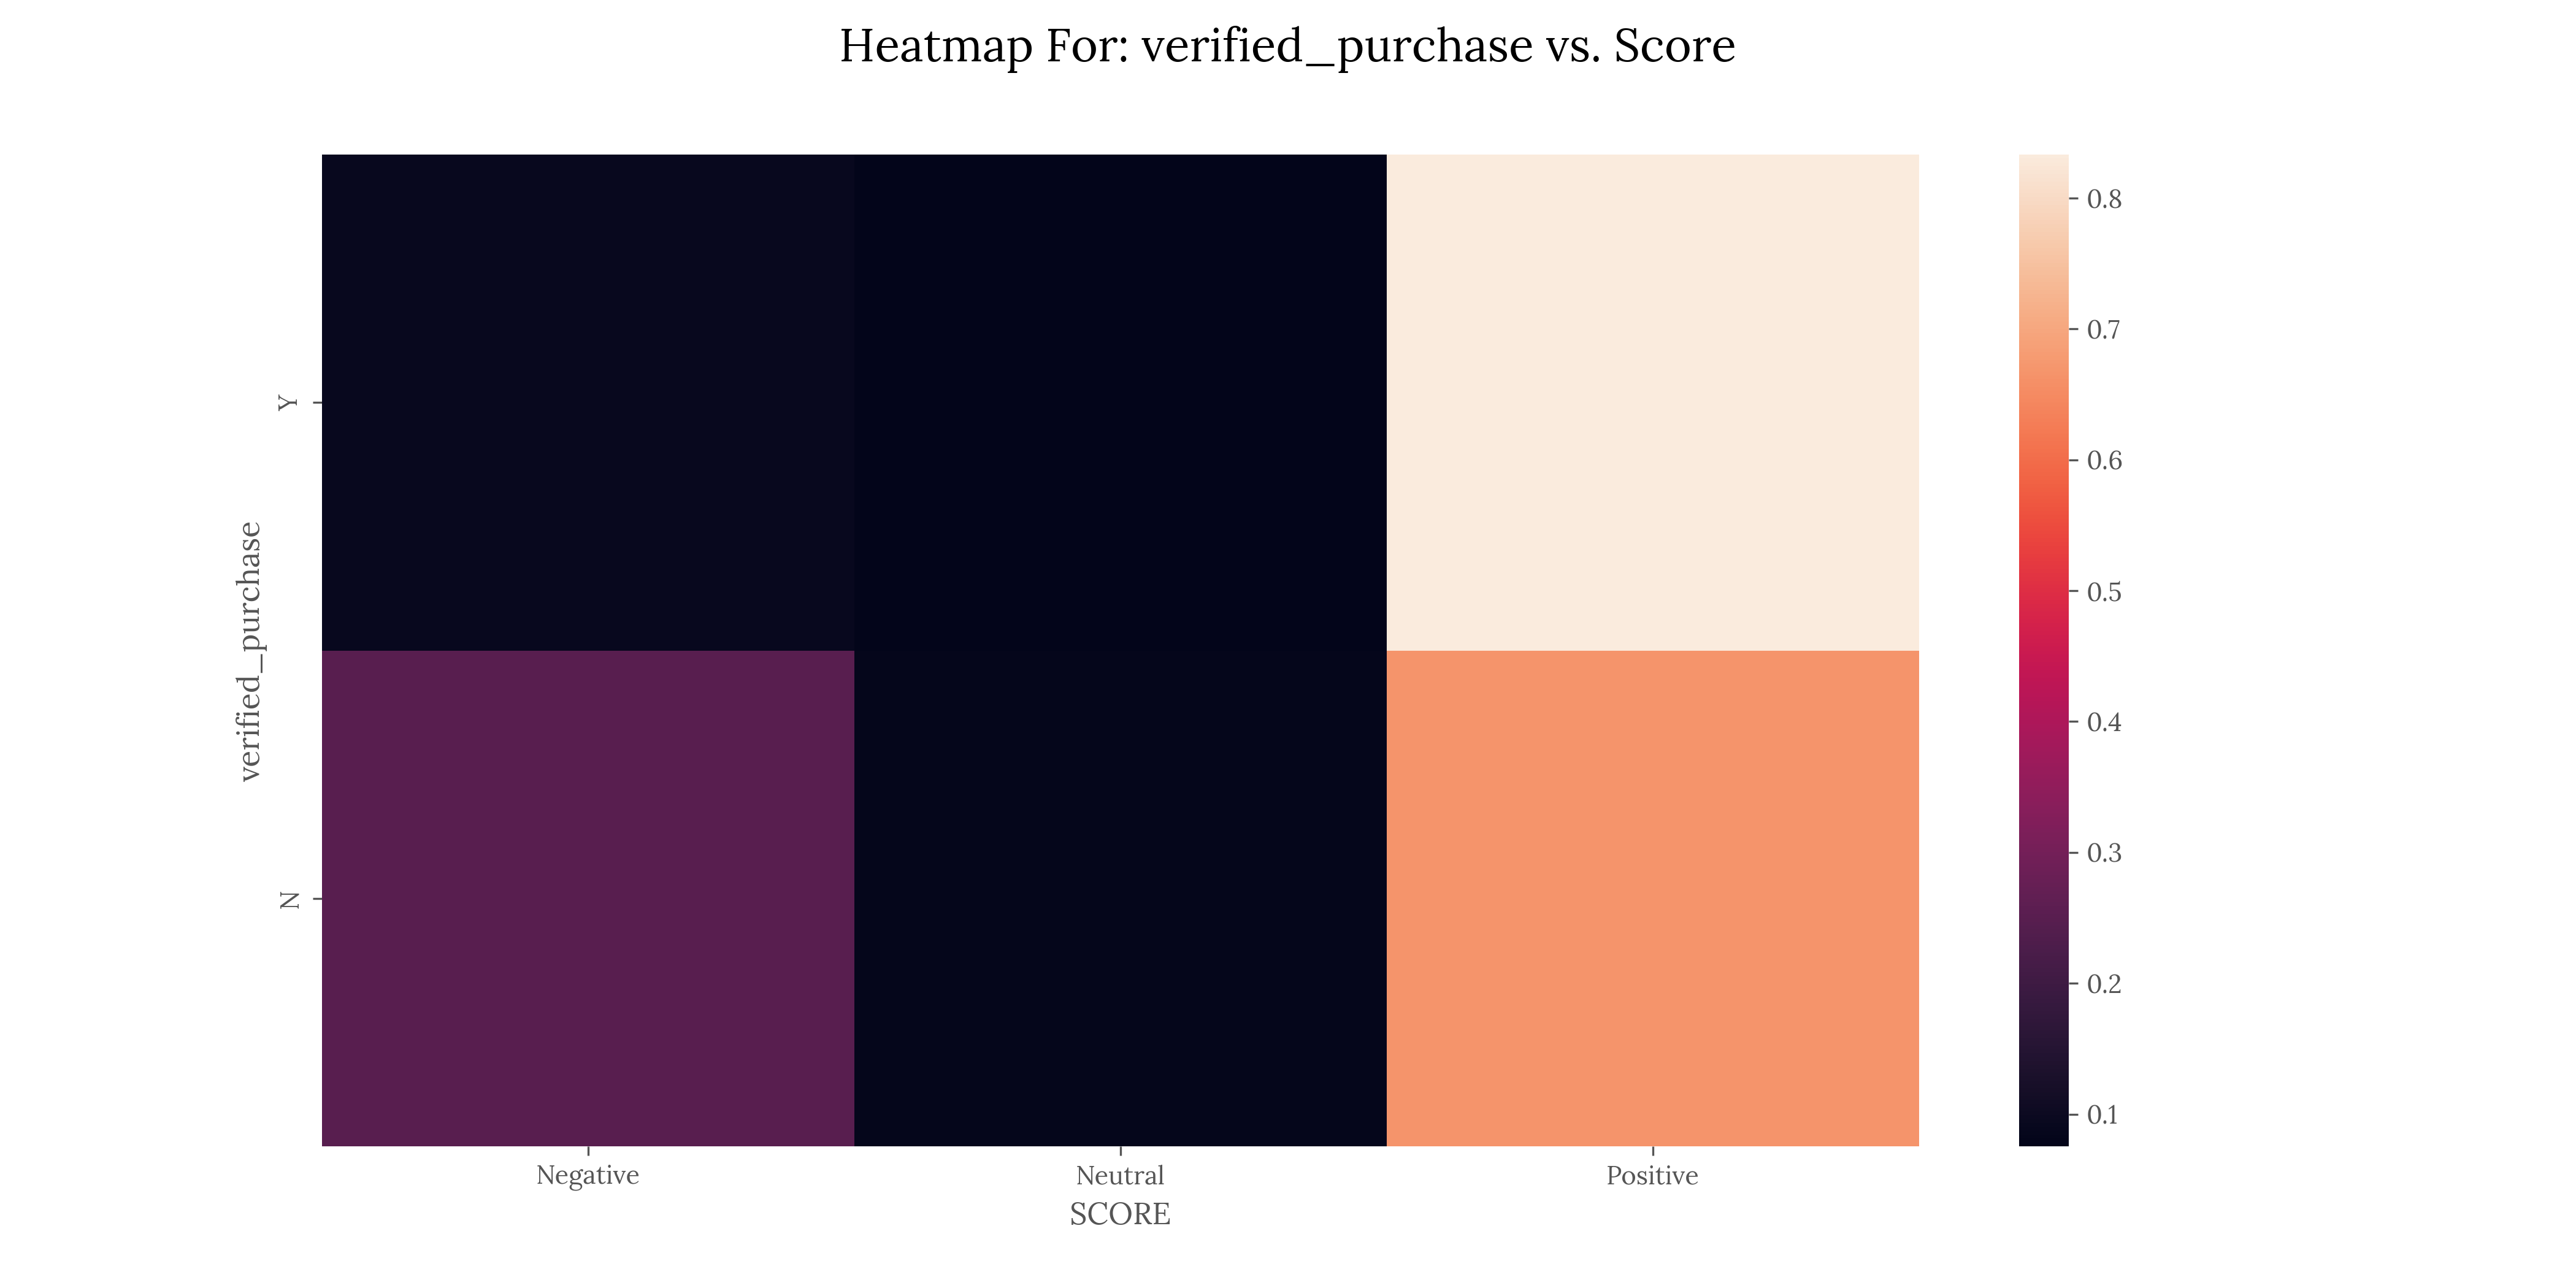 Heatmap For: verified_purchase vs. Score
verified_purchase
Y
N
Negative
Neutral
Positive
SCORE
0.8
0.7
0.6
0.5
0.4
0.3
0.2
0.1